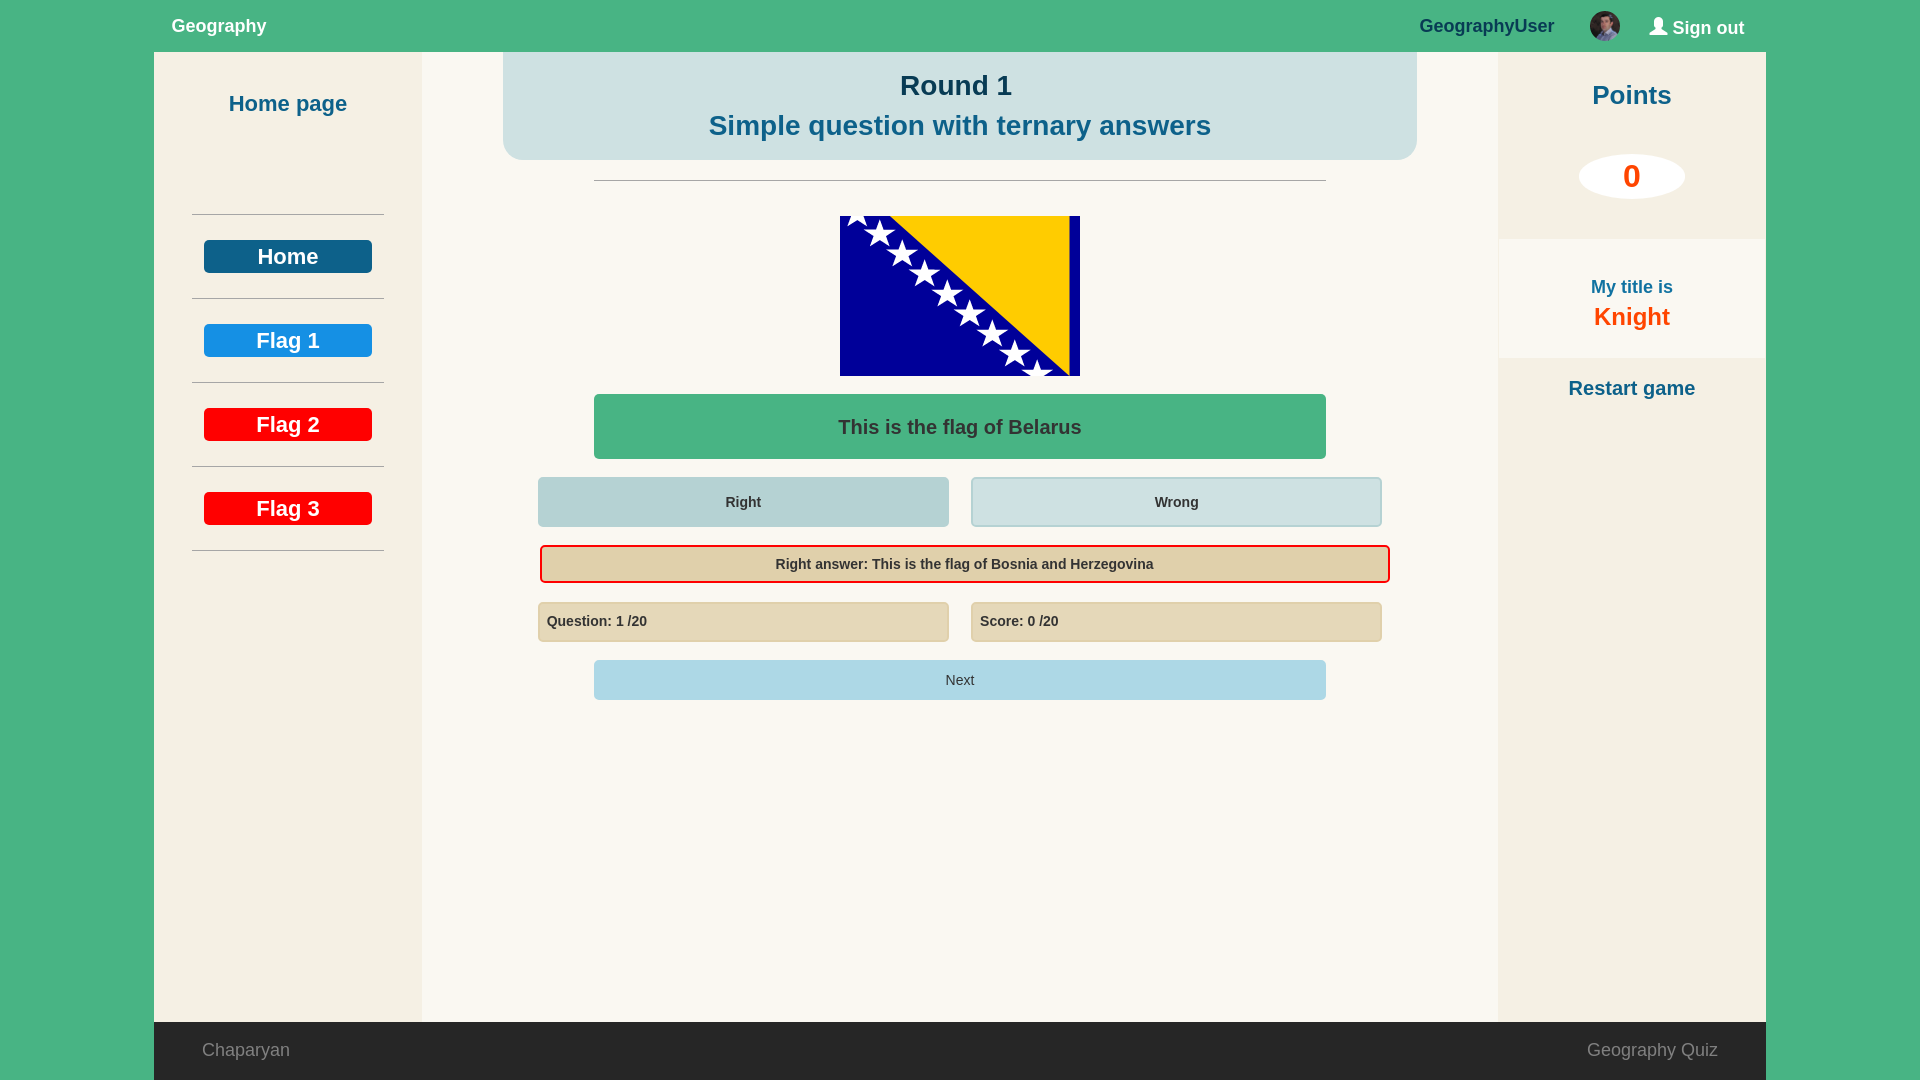 Geography
GeographyUser
Sign out
Home page
Home
Flag 1
Flag 2
Flag 3
Round 1
Simple question with ternary answers
This is the flag of Belarus
Right
Wrong
Right answer: This is the flag of Bosnia and Herzegovina
Question: 1 /20
Score: 0 /20
Next
Points
0
My title is
Knight
Restart game
Chaparyan
Geography Quiz